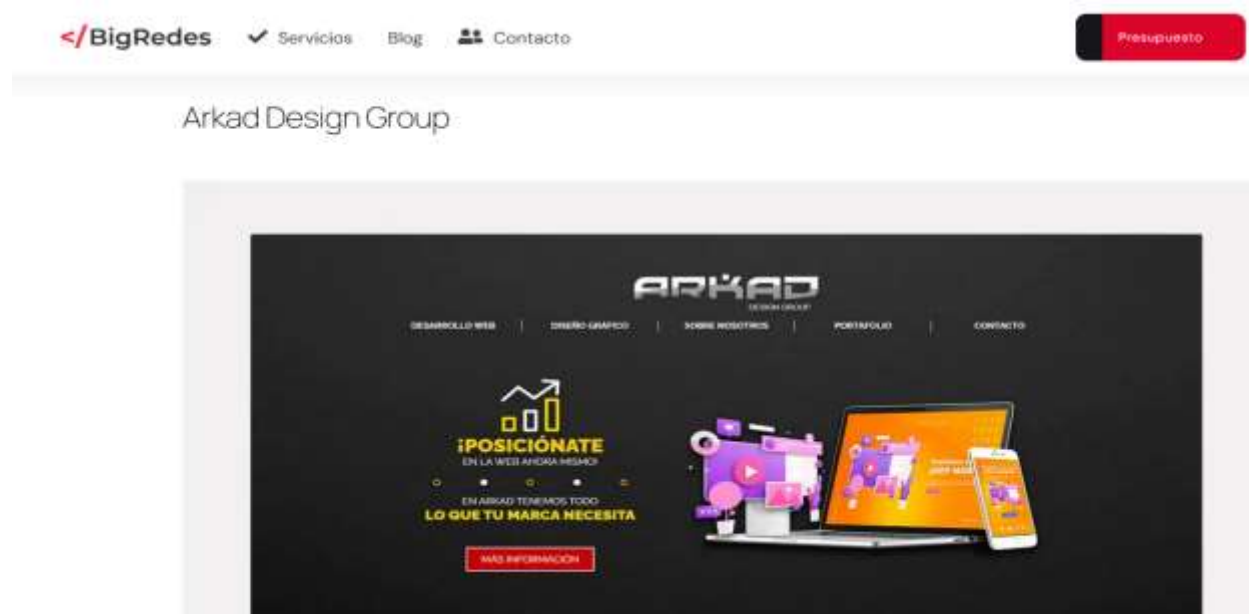 </BigRedes Servicios Blog Contacto Presupuesto
Arkad Design Group
ARKAD
DESIGN GROUP
DESARROLLO WEB | DISEÑO GRÁFICO | SOBRE NOSOTROS | PORTAFOLIO | CONTACTO
¡POSICIÓNATE
EN LA WEB AHORA MISMO!
EN ARKAD TENEMOS TODO
LO QUE TU MARCA NECESITA
MÁS INFORMACIÓN